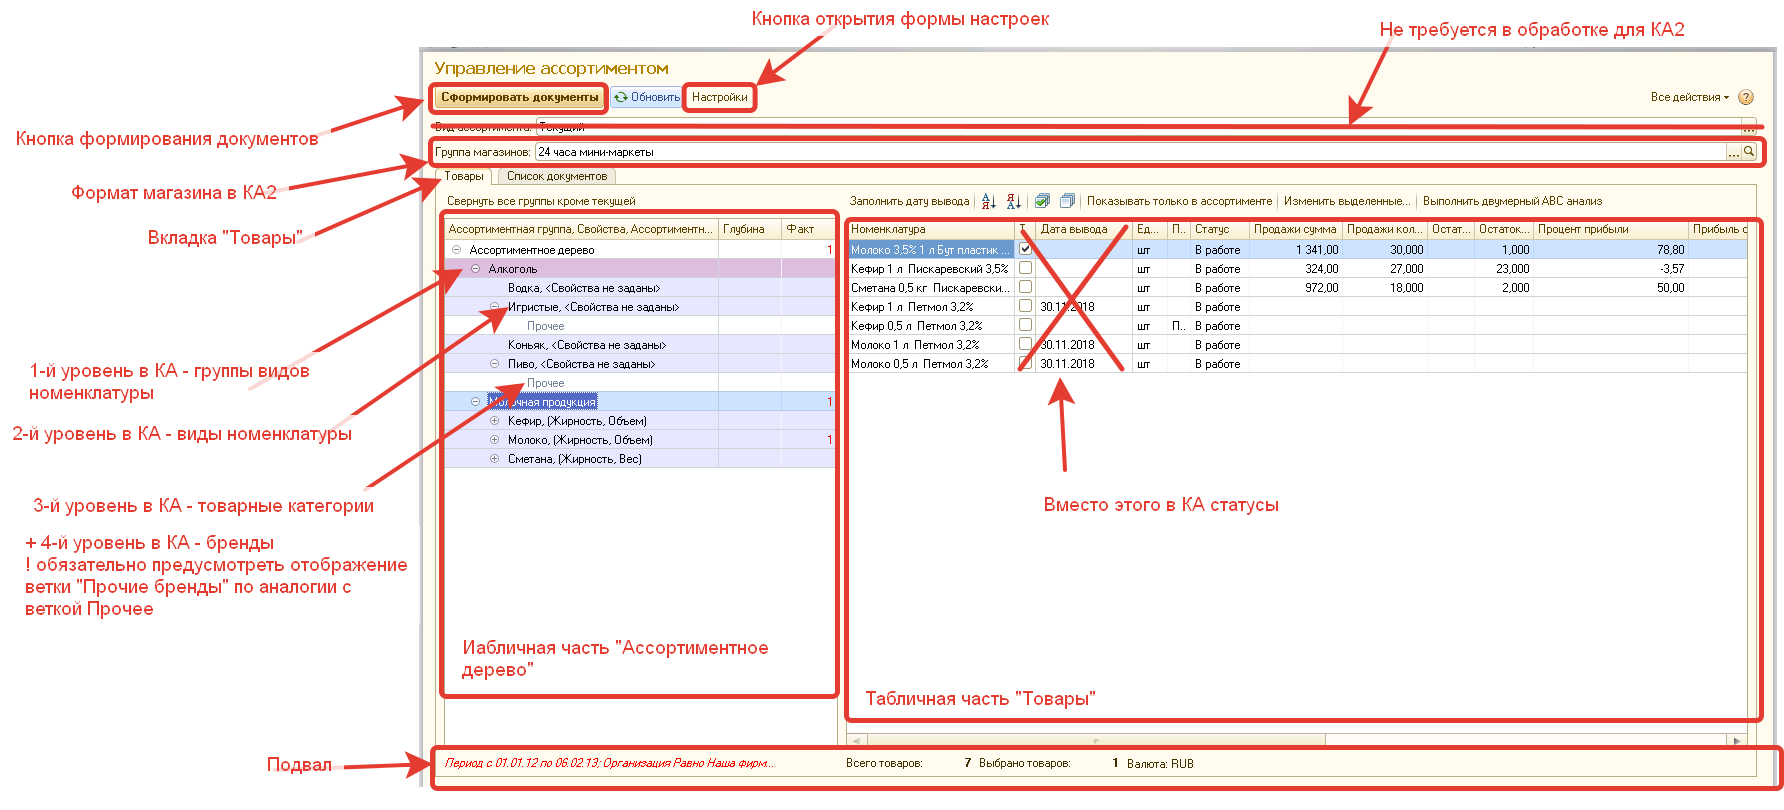 Кнопка открытия формы настроек
Не требуется в обработке для КА2
Управление ассортиментом
Сформировать документы
Обновить
Настройки
Все действия
Кнопка формирования документов
Вид ассортимента: Текущий
Группа магазинов: 24 часа мини-маркеты
Формат магазина в КА2
Товары
Список документов
Вкладка "Товары"
Свернуть все группы кроме текущей
Заполнить дату вывода
Показывать только в ассортименте
Изменить выделенные...
Выполнить двумерный ABC анализ
Ассортиментная группа, Свойства, Ассортиментн... Глубина Факт
Ассортиментное дерево 1
Алкоголь
Водка, <Свойства не заданы>
Игристые, <Свойства не заданы>
Прочее
Коньяк, <Свойства не заданы>
Пиво, <Свойства не заданы>
Прочее
Молочная продукция 1
Кефир, (Жирность, Объем)
Молоко, (Жирность, Объем) 1
Сметана, (Жирность, Вес)
Номенклатура Т Дата вывода Ед... П... Статус Продажи сумма Продажи кол... Остат... Остаток... Процент прибыли Прибыль с
Молоко 3,5% 1 л Бут пластик ... шт В работе 1 341,00 30,000 1,000 78,80
Кефир 1 л Пискаревский 3,5% шт В работе 324,00 27,000 23,000 -3,57
Сметана 0,5 кг Пискаревски... шт В работе 972,00 18,000 2,000 50,00
Кефир 1 л Петмол 3,2% 30.11.2018 шт В работе
Кефир 0,5 л Петмол 3,2% шт П.. В работе
Молоко 1 л Петмол 3,2% 30.11.2018 шт В работе
Молоко 0,5 л Петмол 3,2% 30.11.2018 шт В работе
1-й уровень в КА - группы видов
номенклатуры
2-й уровень в КА - виды номенклатуры
3-й уровень в КА - товарные категории
+ 4-й уровень в КА - бренды
! обязательно предусмотреть отображение
ветки "Прочие бренды" по аналогии с
веткой Прочее
Вместо этого в КА статусы
Иабличная часть "Ассортиментное
дерево"
Табличная часть "Товары"
Подвал
Период с 01.01.12 по 06.02.13; Организация Равно Наша фирм...
Всего товаров: 7 Выбрано товаров: 1 Валюта: RUB